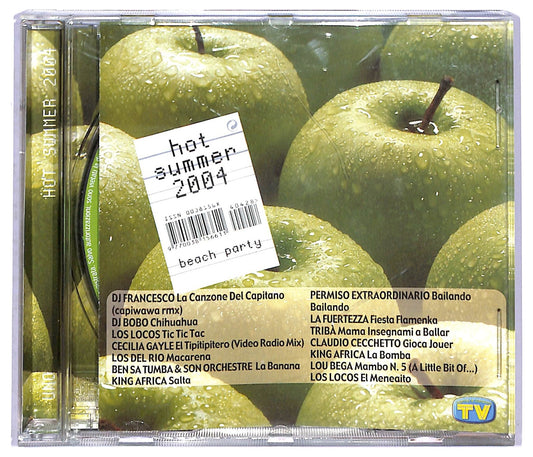 HOT SUMMER 2004
hot
summer
2004
beach party
DJ FRANCESCO La Canzone Del Capitano
(capiwawa rmx)
DJ BOBO Chihuahua
LOS LOCOS Tic Tic Tac
CECILIA GAYLE El Tipitipitero (Video Radio Mix)
LOS DEL RIO Macarena
BEN SA TUMBA & SON ORCHESTRE La Banana
KING AFRICA Salta
PERMISO EXTRAORDINARIO Bailando
Bailando
LA FUERTEZZA Fiesta Flamenka
TRIBÀ Mama Insegnami a Ballar
CLAUDIO CECCHETTO Gioca Jouer
KING AFRICA La Bomba
LOU BEGA Mambo N. 5 (A Little Bit Of...)
LOS LOCOS El Meneaito
TV